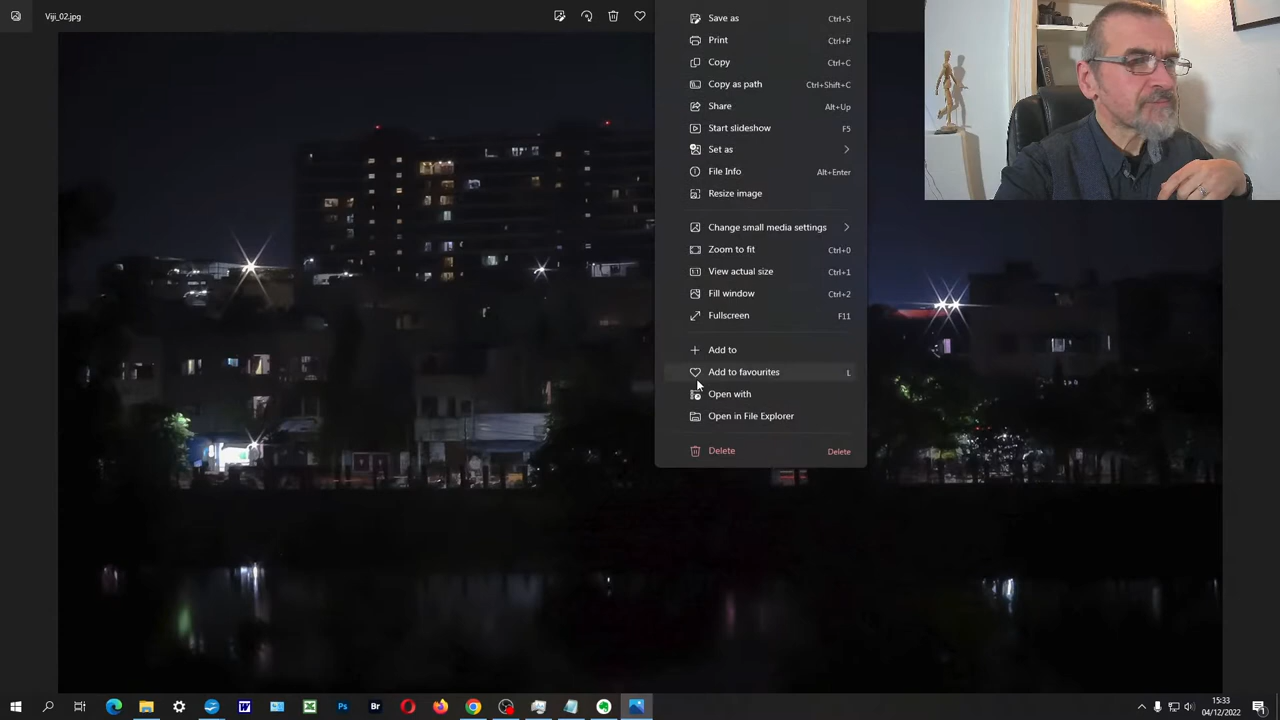 Viji_02.jpg
Save as Ctrl+S
Print Ctrl+P
Copy Ctrl+C
Copy as path Ctrl+Shift+C
Share Alt+Up
Start slideshow F5
Set as
File Info Alt+Enter
Resize image
Change small media settings
Zoom to fit Ctrl+0
View actual size Ctrl+1
Fill window Ctrl+2
Fullscreen F11
Add to
Add to favourites L
Open with
Open in File Explorer
Delete Delete
W Ps Br
15:33
04/12/2022